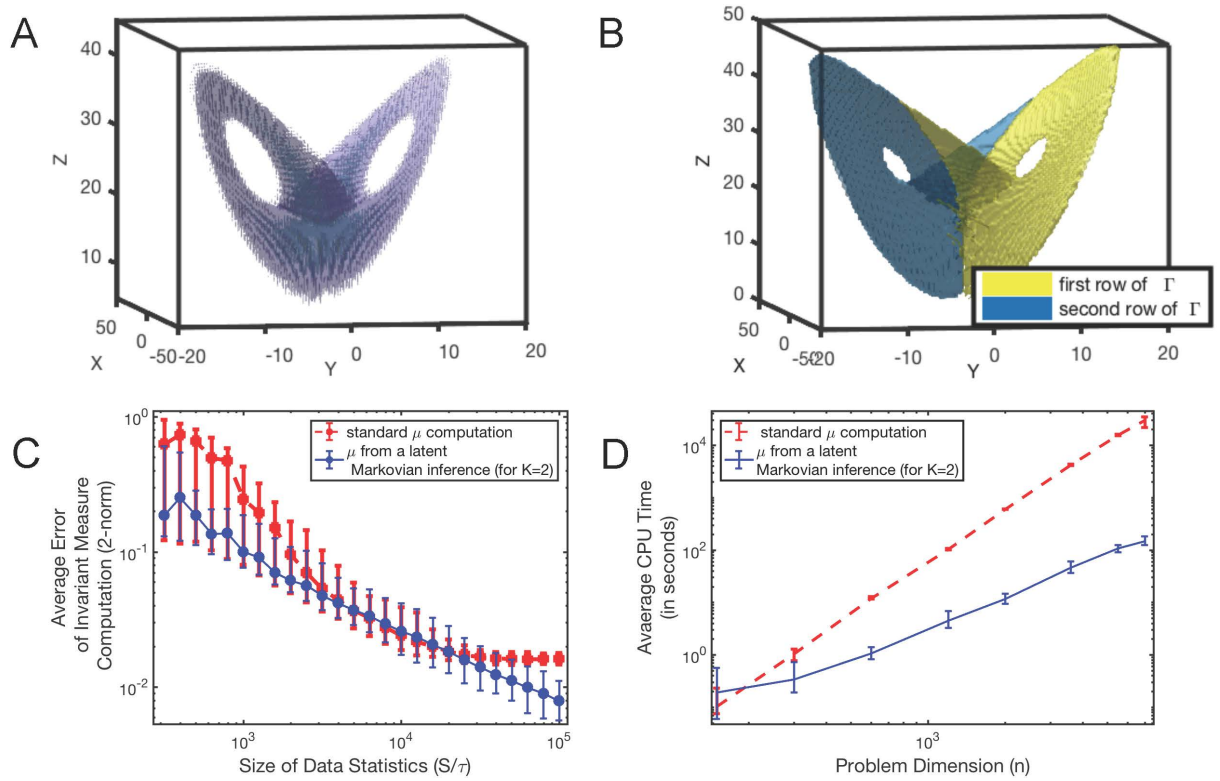 A
40
30
20
10
Z
50
0
-50
X
-20
-10
0
10
20
Y
B
50
40
30
20
10
0
Z
50
0
X
-20
-10
0
10
20
Y
first row of Γ
second row of Γ
C
standard μ computation
μ from a latent
Markovian inference (for K=2)
10⁰
10⁻¹
10⁻²
Average Error
of Invariant Measure
Computation (2-norm)
10³
10⁴
10⁵
Size of Data Statistics (S/τ)
D
standard μ computation
μ from a latent
Markovian inference (for K=2)
10⁴
10²
10⁰
Avaerage CPU Time
(in seconds)
10³
Problem Dimension (n)